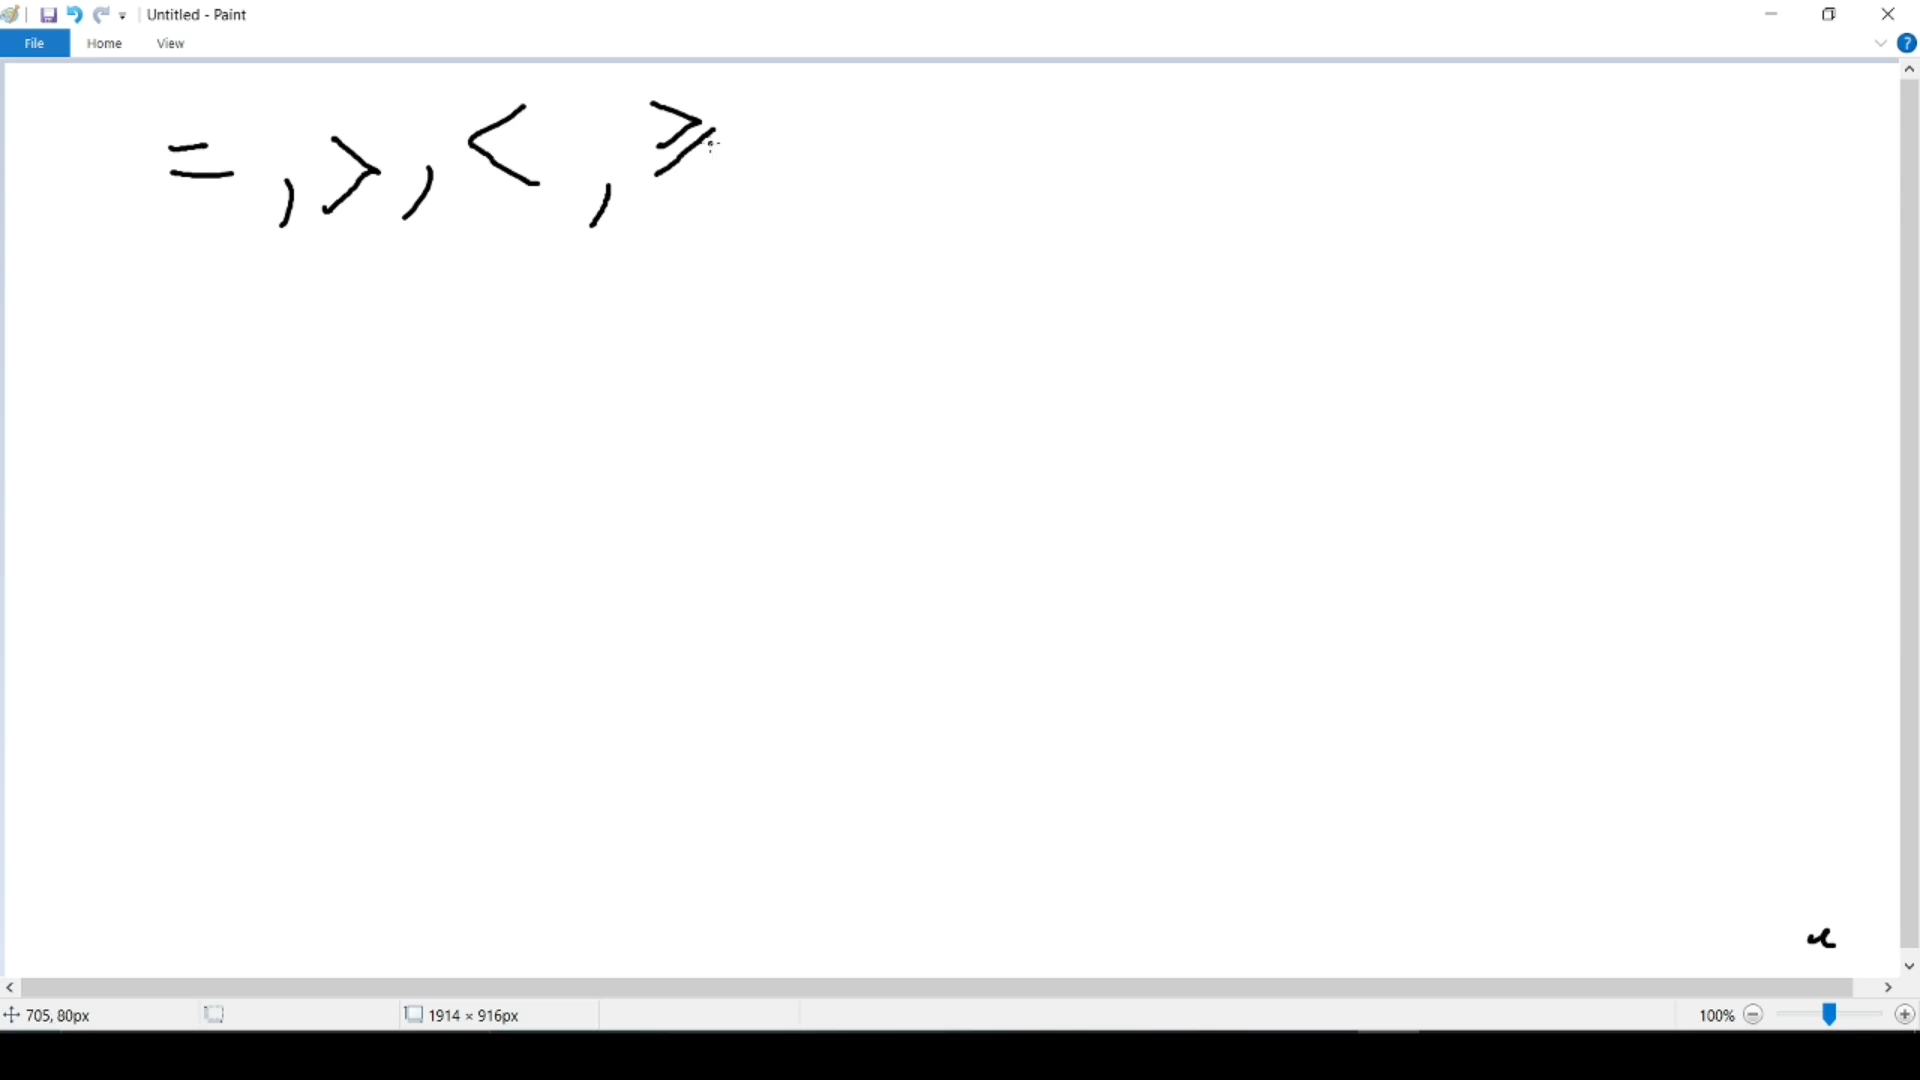 Untitled - Paint
File Home View
= , > , < , ⩾
705, 80px 1914 × 916px 100%